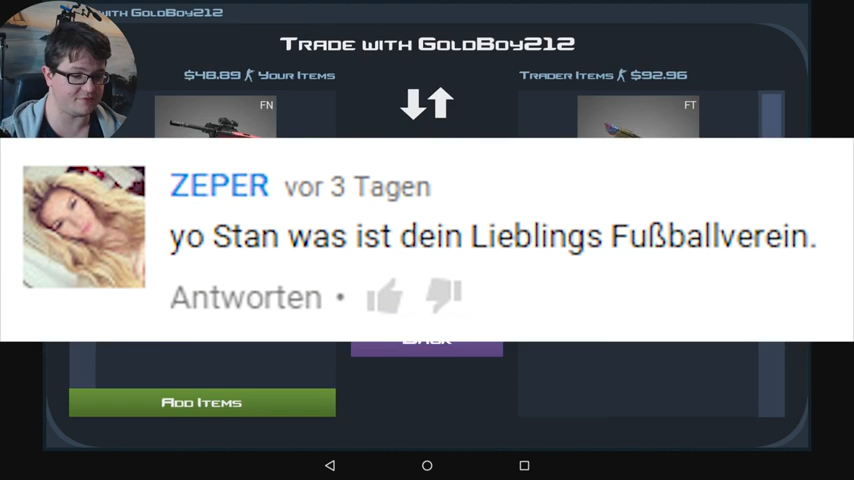 with GoldBoy212
Trade with GoldBoy212
$48.89 Your Items
Trader Items $92.96
FN
FT
ZEPER vor 3 Tagen
yo Stan was ist dein Lieblings Fußballverein.
Antworten •
Add Items